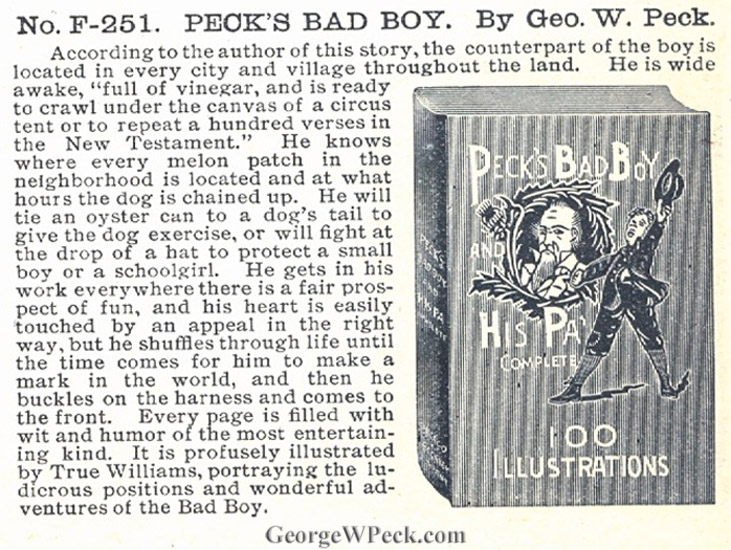 No. F-251. PECK'S BAD BOY. By Geo. W. Peck.
According to the author of this story, the counterpart of the boy is
located in every city and village throughout the land. He is wide
awake, "full of vinegar, and is ready
to crawl under the canvas of a circus
tent or to repeat a hundred verses in
the New Testament." He knows
where every melon patch in the
neighborhood is located and at what
hours the dog is chained up. He will
tie an oyster can to a dog's tail to
give the dog exercise, or will fight at
the drop of a hat to protect a small
boy or a schoolgirl. He gets in his
work everywhere there is a fair pros-
pect of fun, and his heart is easily
touched by an appeal in the right
way, but he shuffles through life until
the time comes for him to make a
mark in the world, and then he
buckles on the harness and comes to
the front. Every page is filled with
wit and humor of the most entertain-
ing kind. It is profusely illustrated
by True Williams, portraying the lu-
dicrous positions and wonderful ad-
ventures of the Bad Boy.
PECK'S BAD BOY
AND
HIS PA
COMPLETE
100
ILLUSTRATIONS
PECK'S
BAD BOY
AND
HIS PA
GeorgeWPeck.com